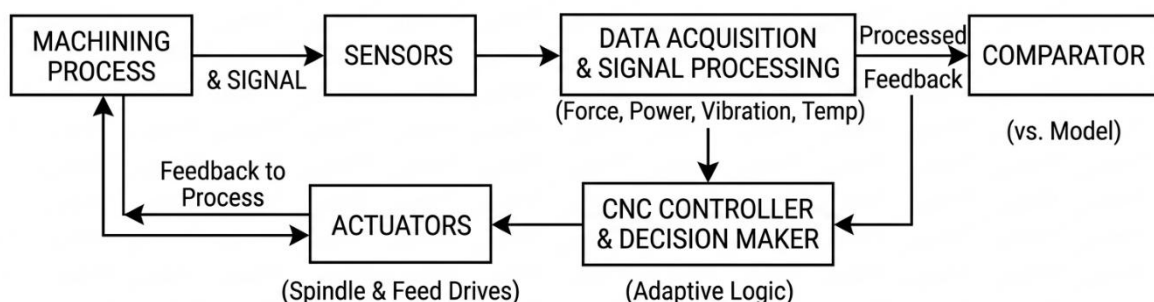 MACHINING
PROCESS
& SIGNAL
SENSORS
DATA ACQUISITION
& SIGNAL PROCESSING
(Force, Power, Vibration, Temp)
Processed
Feedback
COMPARATOR
(vs. Model)
Feedback to
Process
ACTUATORS
(Spindle & Feed Drives)
CNC CONTROLLER
& DECISION MAKER
(Adaptive Logic)